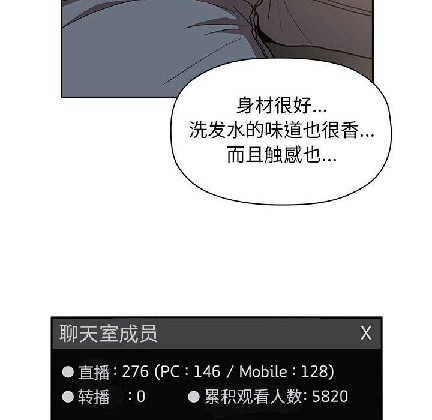 身材很好...
洗发水的味道也很香...
而且触感也...
聊天室成员 X
●直播 : 276 (PC : 146 / Mobile : 128)
●转播 : 0 ●累积观看人数: 5820